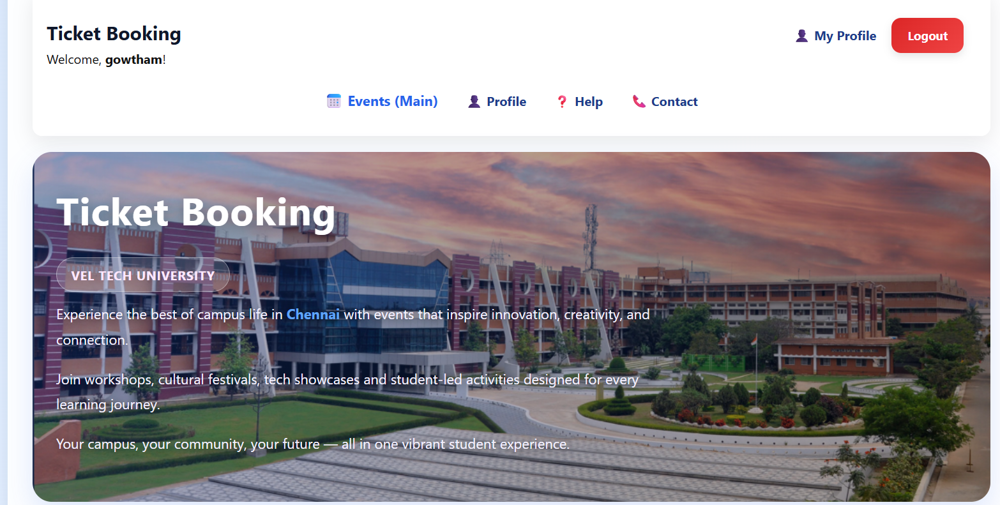 Ticket Booking
Welcome, gowtham!
My Profile
Logout
Events (Main)
Profile
Help
Contact
Ticket Booking
VEL TECH UNIVERSITY
Experience the best of campus life in Chennai with events that inspire innovation, creativity, and
connection.
Join workshops, cultural festivals, tech showcases and student-led activities designed for every
learning journey.
Your campus, your community, your future — all in one vibrant student experience.